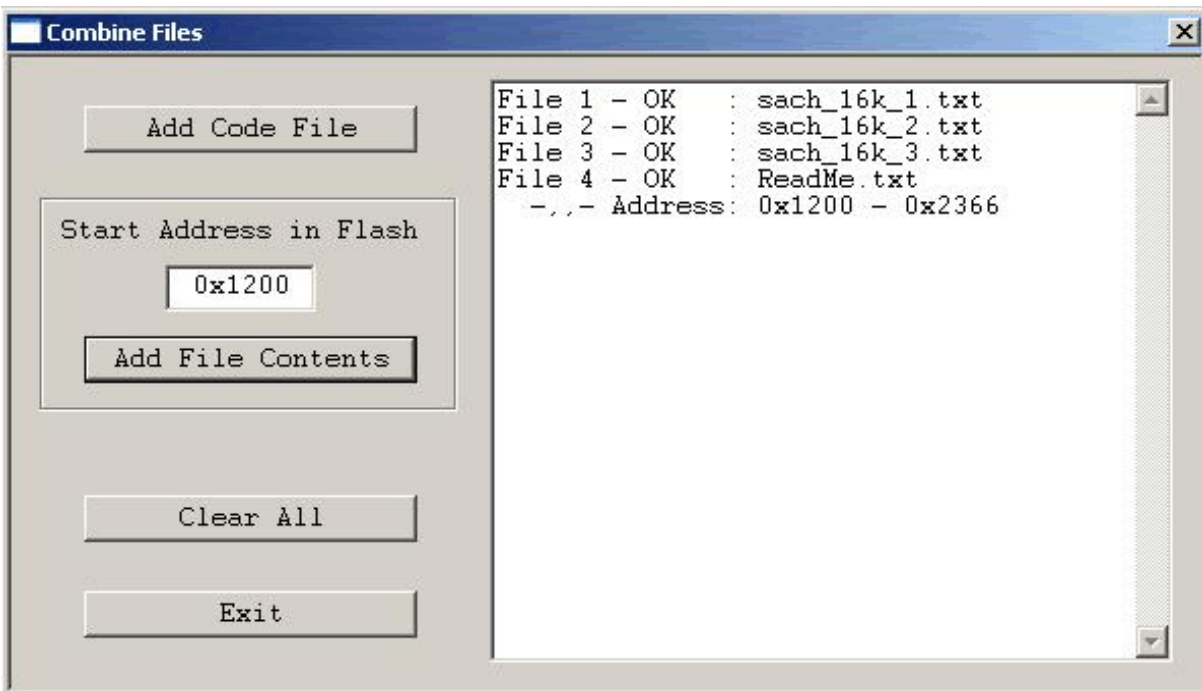 Combine Files
Add Code File
Start Address in Flash
0x1200
Add File Contents
Clear All
Exit
File 1 - OK : sach_16k_1.txt
File 2 - OK : sach_16k_2.txt
File 3 - OK : sach_16k_3.txt
File 4 - OK : ReadMe.txt
-,,- Address: 0x1200 - 0x2366